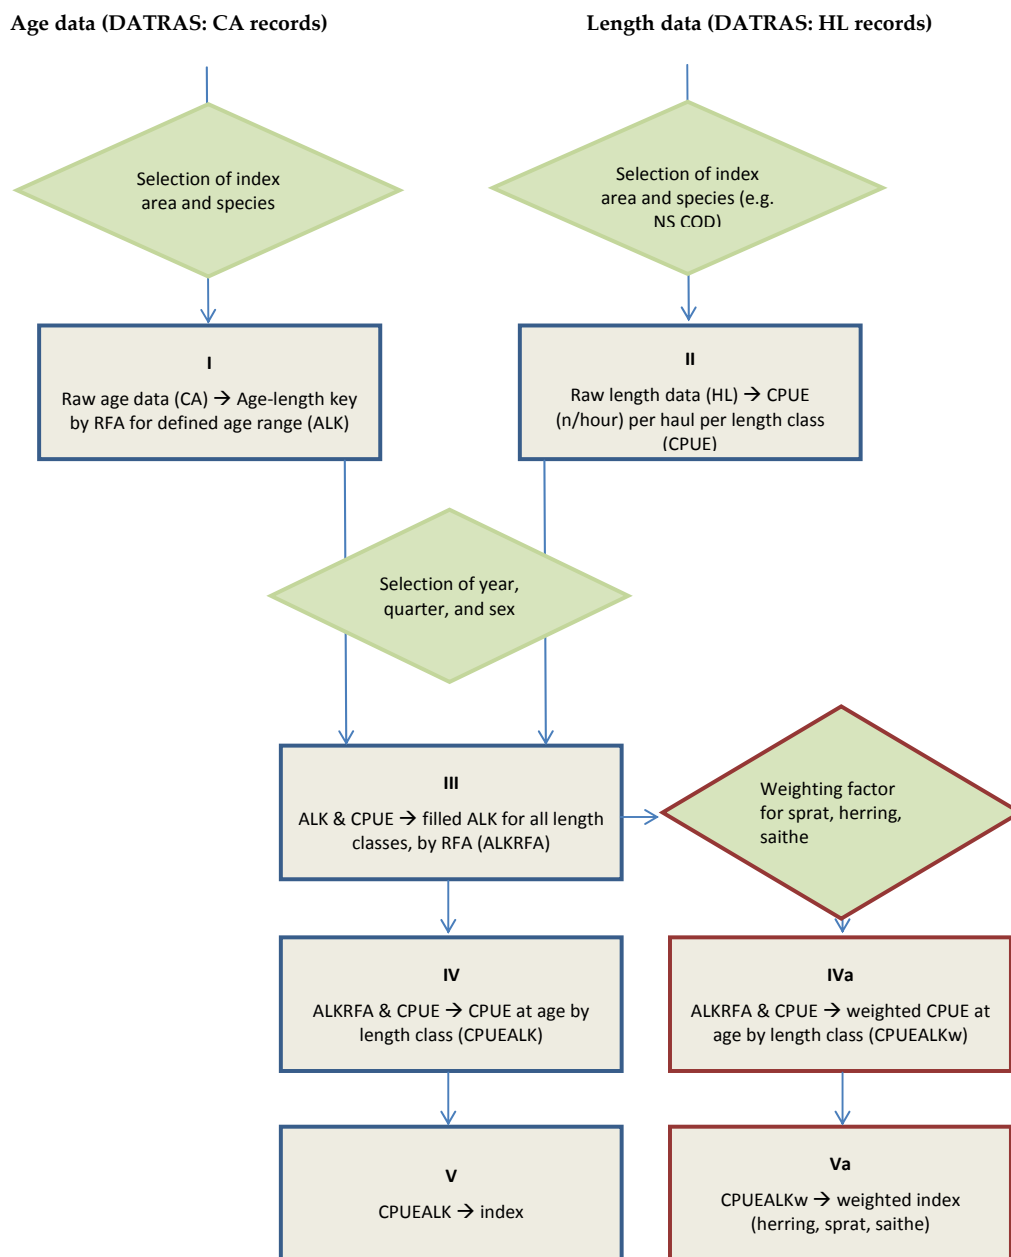 Age data (DATRAS: CA records)
Length data (DATRAS: HL records)
Selection of index
area and species
Selection of index
area and species (e.g.
NS COD)
I
Raw age data (CA) → Age-length key
by RFA for defined age range (ALK)
II
Raw length data (HL) → CPUE
(n/hour) per haul per length class
(CPUE)
Selection of year,
quarter, and sex
III
ALK & CPUE → filled ALK for all length
classes, by RFA (ALKRFA)
Weighting factor
for sprat, herring,
saithe
IV
ALKRFA & CPUE → CPUE at age by
length class (CPUEALK)
IVa
ALKRFA & CPUE → weighted CPUE at
age by length class (CPUEALKw)
V
CPUEALK → index
Va
CPUEALKw → weighted index
(herring, sprat, saithe)